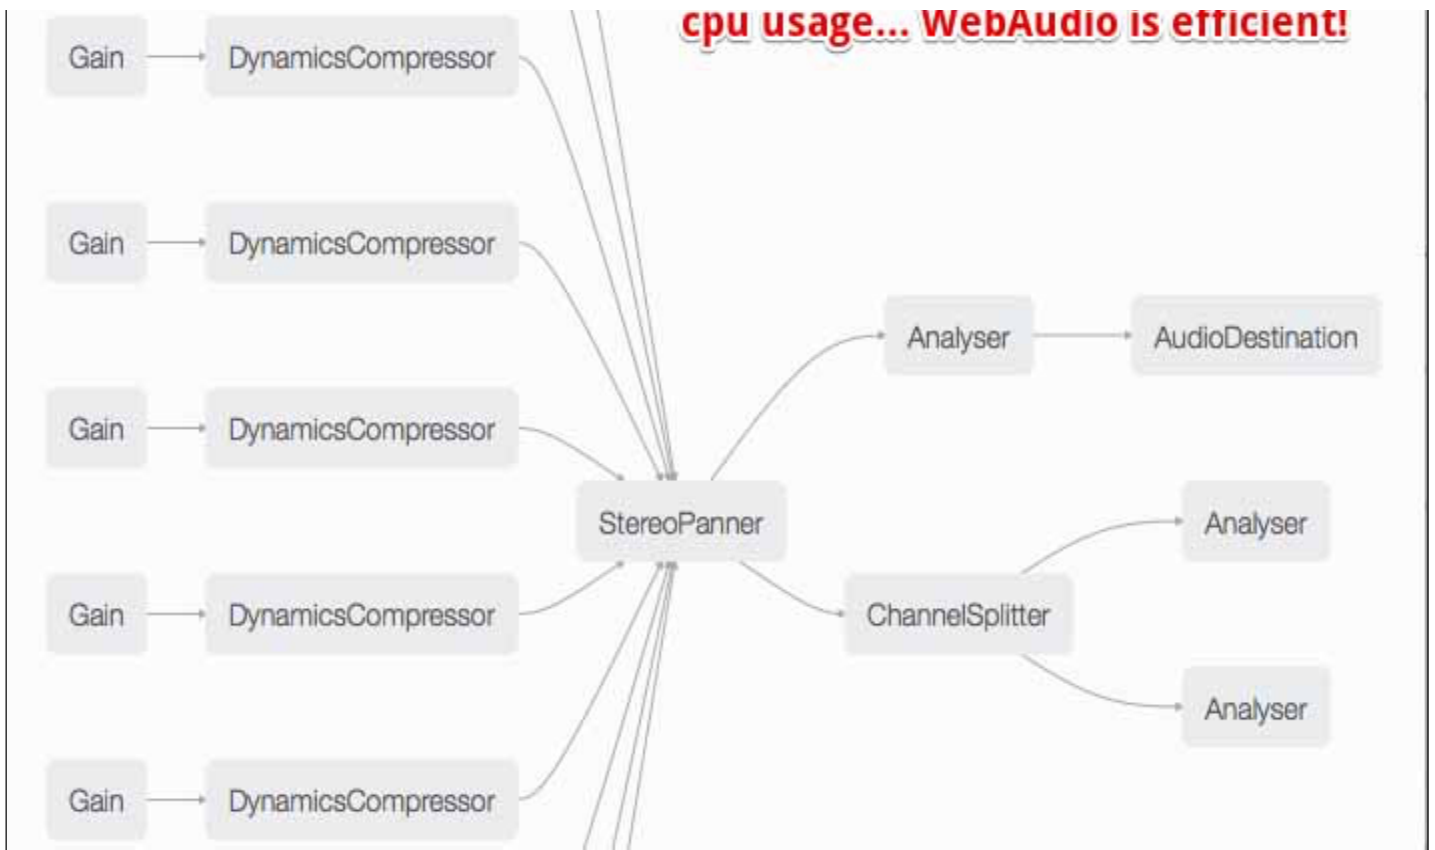 cpu usage... WebAudio is efficient!
Gain
DynamicsCompressor
Gain
DynamicsCompressor
Gain
DynamicsCompressor
Gain
DynamicsCompressor
Gain
DynamicsCompressor
StereoPanner
Analyser
AudioDestination
ChannelSplitter
Analyser
Analyser